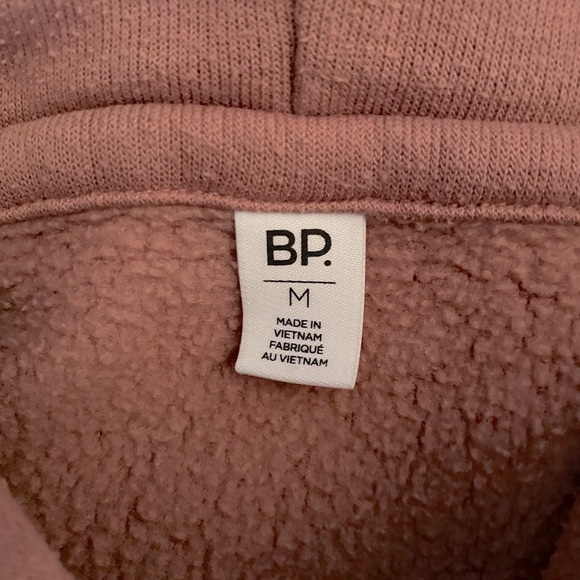 BP.
M
MADE IN
VIETNAM
FABRIQUÉ
AU VIETNAM